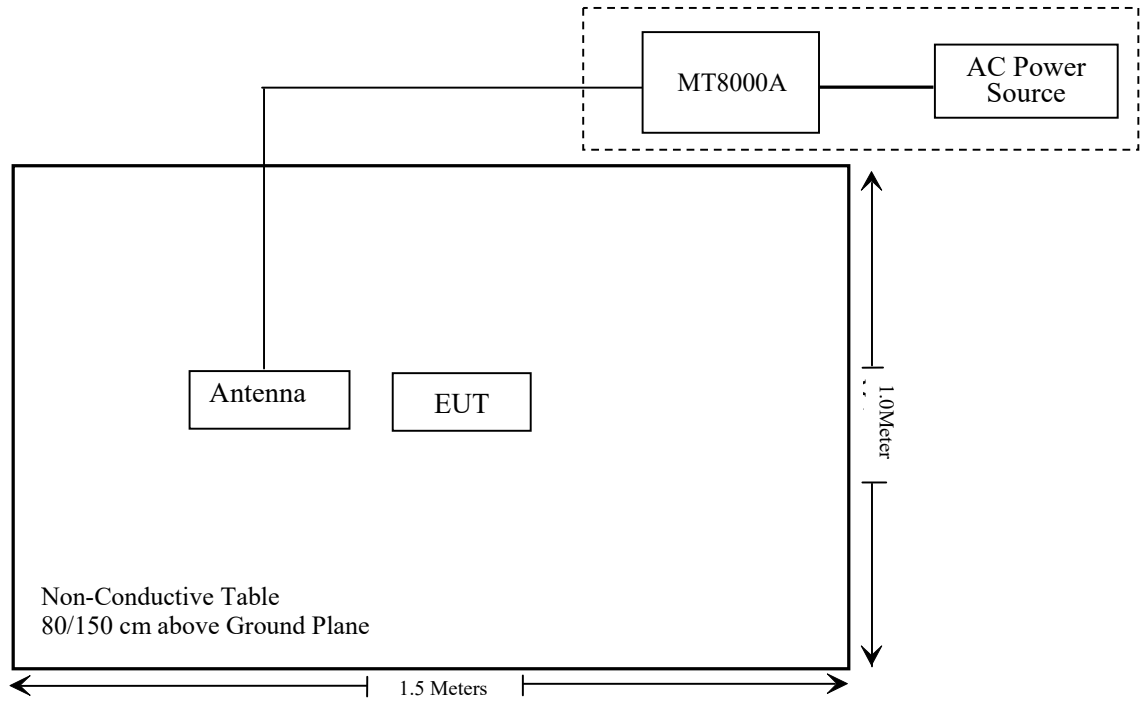 MT8000A
AC Power
Source
Antenna
EUT
1.0Meter
Non-Conductive Table
80/150 cm above Ground Plane
1.5 Meters